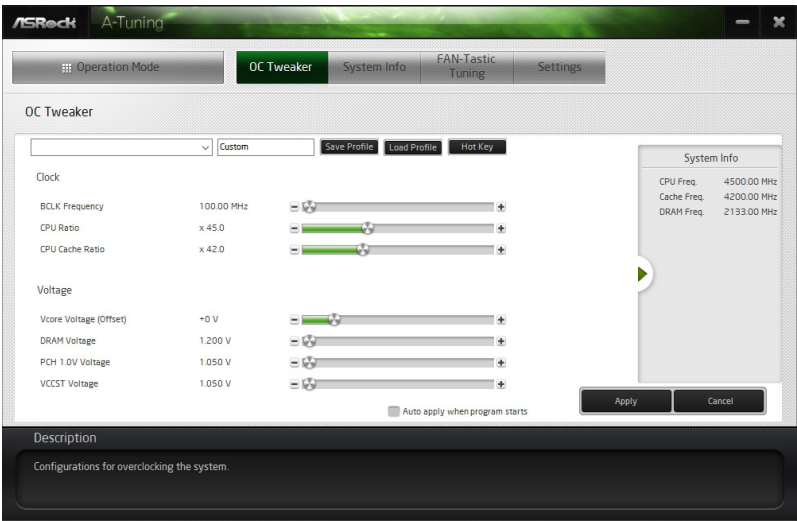 ASRock A-Tuning
Operation Mode
OC Tweaker
System Info
FAN-Tastic
Tuning
Settings
OC Tweaker
Custom
Save Profile
Load Profile
Hot Key
System Info
CPU Freq. 4500.00 MHz
Cache Freq. 4200.00 MHz
DRAM Freq. 2133.00 MHz
Clock
BCLK Frequency 100.00 MHz
CPU Ratio x 45.0
CPU Cache Ratio x 42.0
Voltage
Vcore Voltage (Offset) +0 V
DRAM Voltage 1.200 V
PCH 1.0V Voltage 1.050 V
VCCST Voltage 1.050 V
Auto apply when program starts
Apply
Cancel
Description
Configurations for overclocking the system.